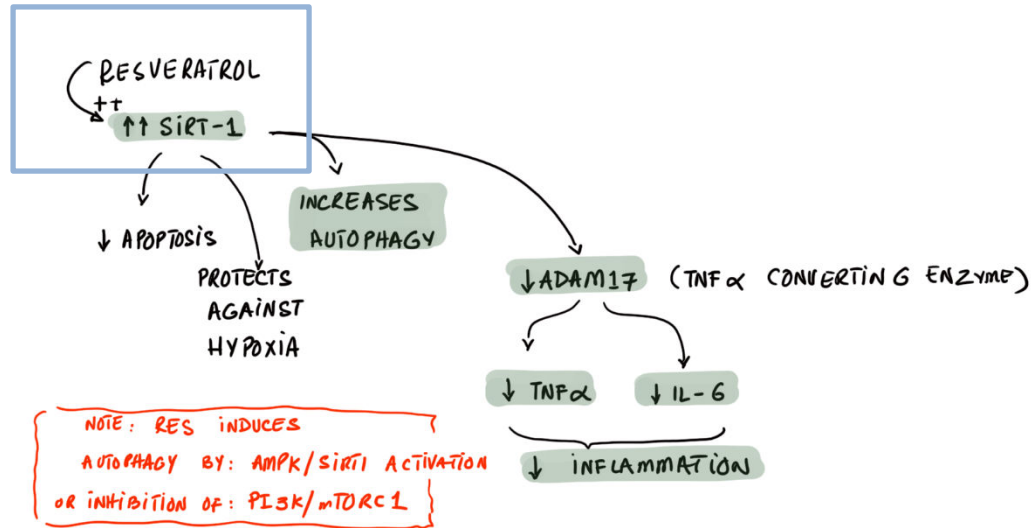 RESVERATROL
++
↑↑ SiRT-1
↓ APOPTOSiS
PROTECTS
AGAiNST
HYPOXiA
iNCREASES
AUTOPHAGY
↓ADAM17 (TNFα CONVERTiNG ENZYME)
↓ TNFα
↓ IL-6
↓ iNFLAMMATiON
NOTE: RES iNDUCES
AUTOPHAGY BY: AMPK/SiRT1 ACTiVATiON
OR iNHiBiTiON OF: PI3K/mTORC1